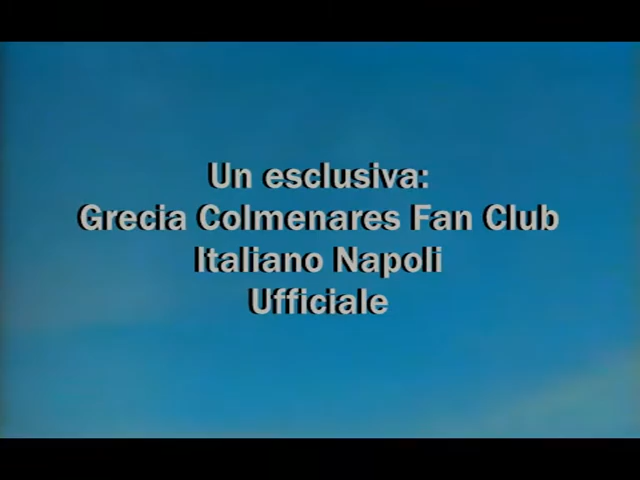 Un esclusiva:
Grecia Colmenares Fan Club
Italiano Napoli
Ufficiale